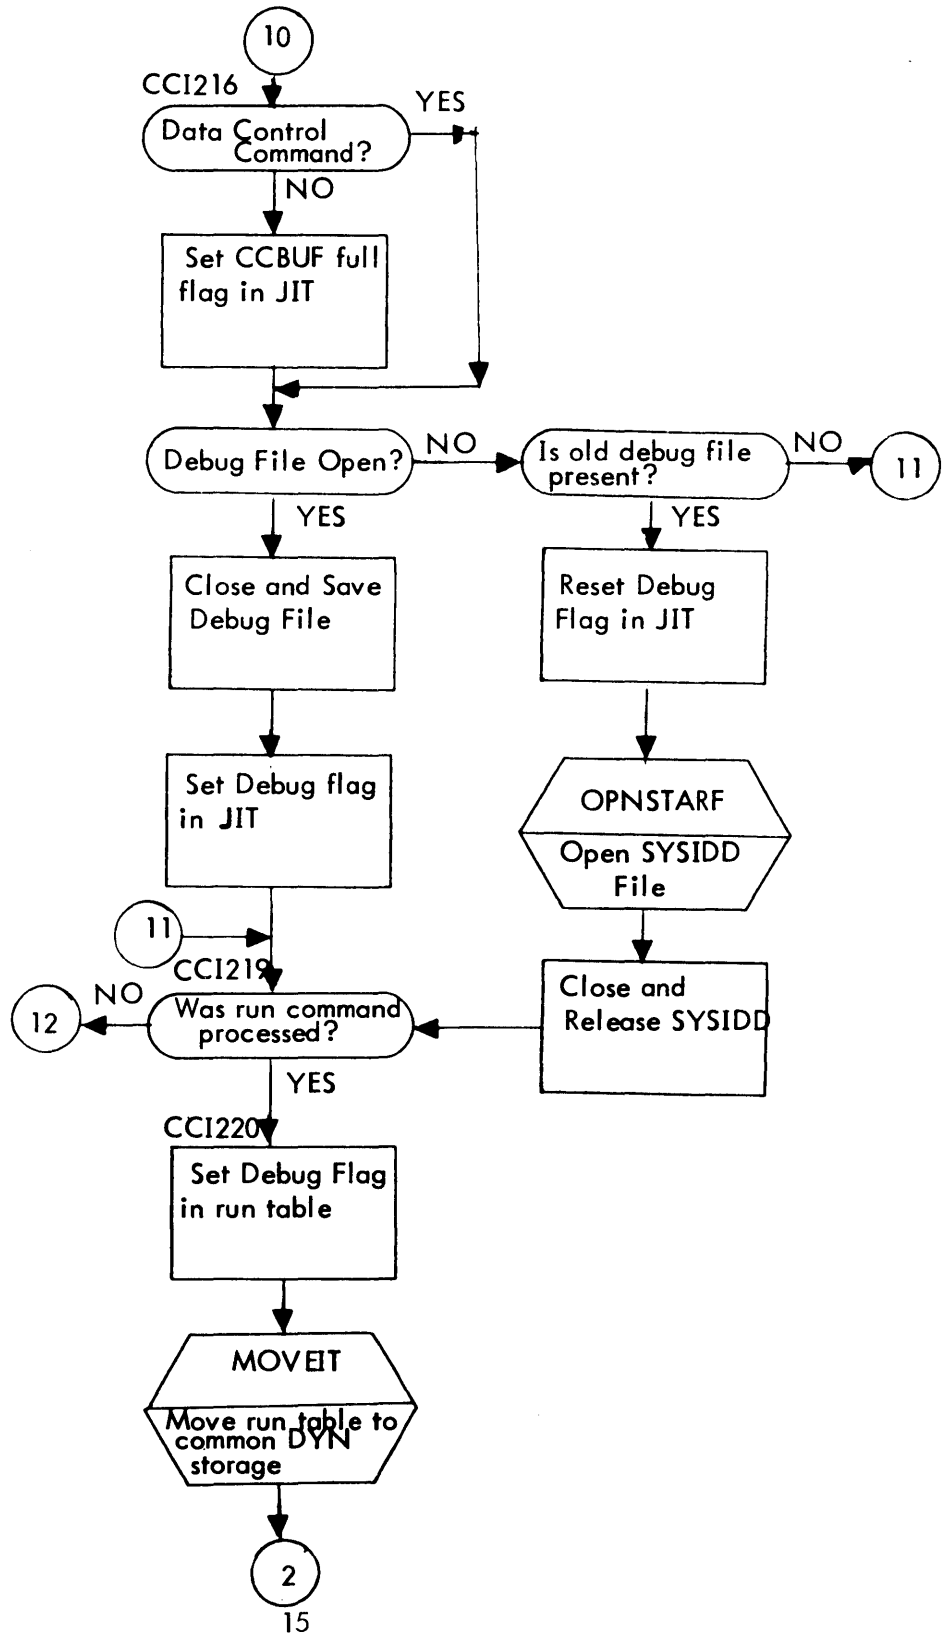 10
CCI216
YES
Data Control
Command?
NO
Set CCBUF full
flag in JIT
Debug File Open?
NO
Is old debug file
present?
NO
11
YES
YES
Close and Save
Debug File
Reset Debug
Flag in JIT
Set Debug flag
in JIT
OPNSTARF
Open SYSIDD
File
11
CCI219
NO
12
Was run command
processed?
Close and
Release SYSIDD
YES
CCI220
Set Debug Flag
in run table
MOVEIT
Move run table to
common DYN
storage
2
15